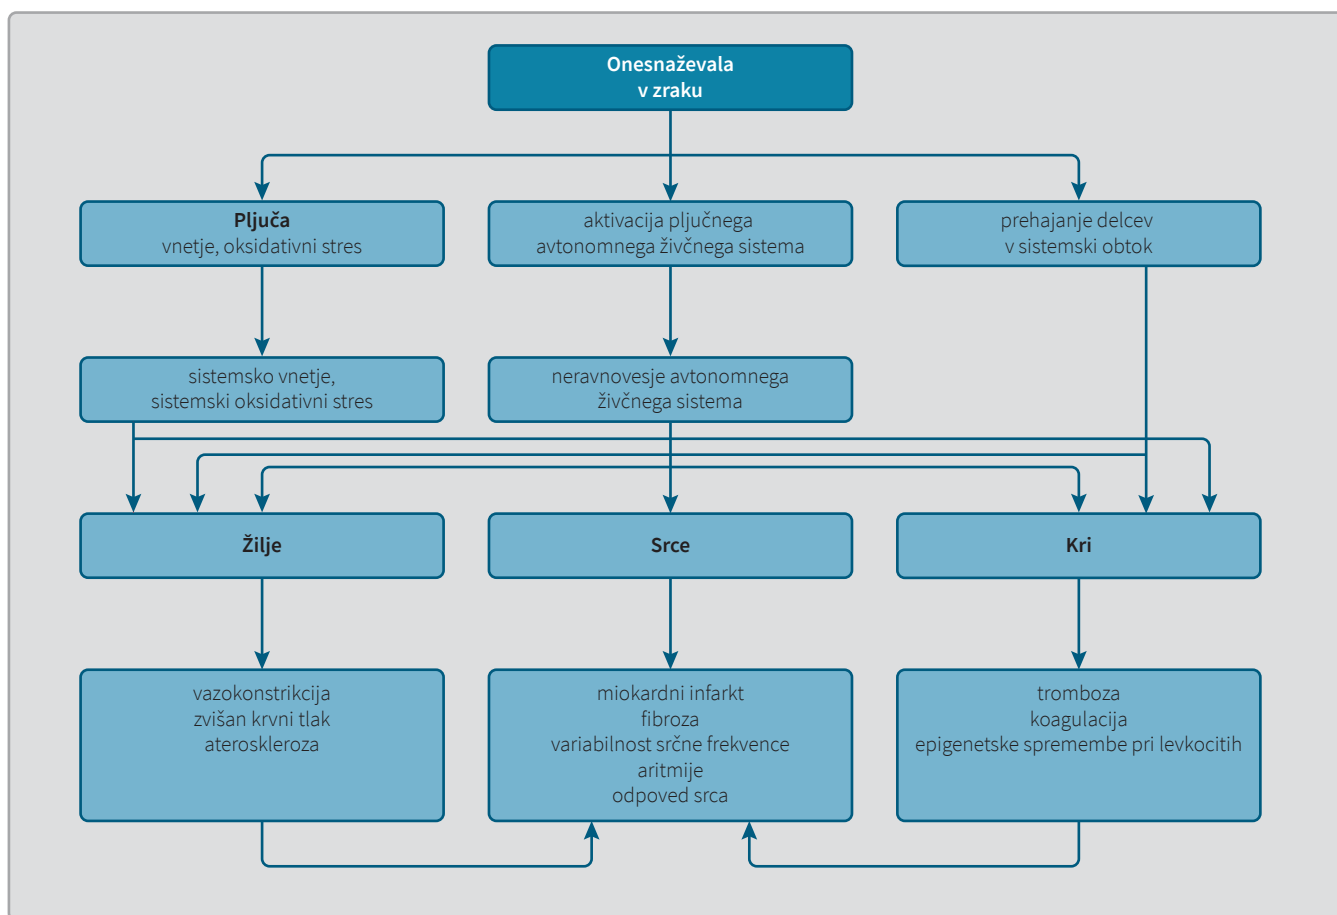 Onesnaževala
v zraku
Pljuča
vnetje, oksidativni stres
aktivacija pljučnega
avtonomnega živčnega sistema
prehajanje delcev
v sistemski obtok
sistemsko vnetje,
sistemski oksidativni stres
neravnovesje avtonomnega
živčnega sistema
Žilje
Srce
Kri
vazokonstrikcija
zvišan krvni tlak
ateroskleroza
miokardni infarkt
fibroza
variabilnost srčne frekvence
aritmije
odpoved srca
tromboza
koagulacija
epigenetske spremembe pri levkocitih